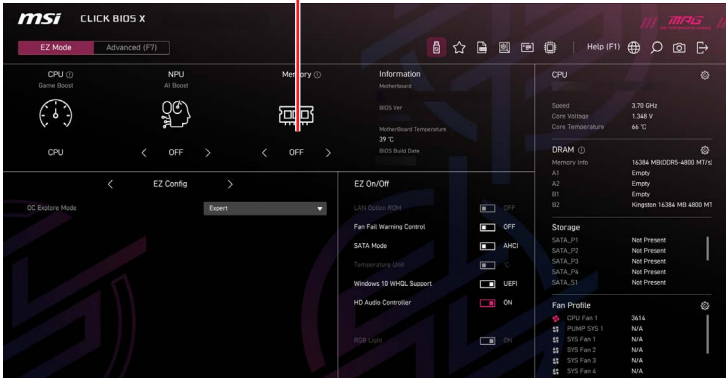 msi CLICK BIOS X
MAG
EZ Mode Advanced (F7) Help (F1)
CPU
Game Boost
CPU
NPU
AI Boost
OFF
Memory
OFF
Information
Motherboard
BIOS Ver
MotherBoard Temperature
39 °C
BIOS Build Date
EZ Config
OC Explore Mode Expert
EZ On/Off
LAN Option ROM OFF
Fan Fail Warning Control OFF
SATA Mode AHCI
Temperature Unit °C
Windows 10 WHQL Support UEFI
HD Audio Controller ON
RGB Light ON
CPU
Speed 3.70 GHz
Core Voltage 1.348 V
Core Temperature 66 °C
DRAM
Memory Info 16384 MB(DDR5-4800 MT/s)
A1 Empty
A2 Empty
B1 Empty
B2 Kingston 16384 MB 4800 MT
Storage
SATA_P1 Not Present
SATA_P2 Not Present
SATA_P3 Not Present
SATA_P4 Not Present
SATA_S1 Not Present
Fan Profile
CPU Fan 1 3614
PUMP SYS 1 N/A
SYS Fan 1 N/A
SYS Fan 2 N/A
SYS Fan 3 N/A
SYS Fan 4 N/A